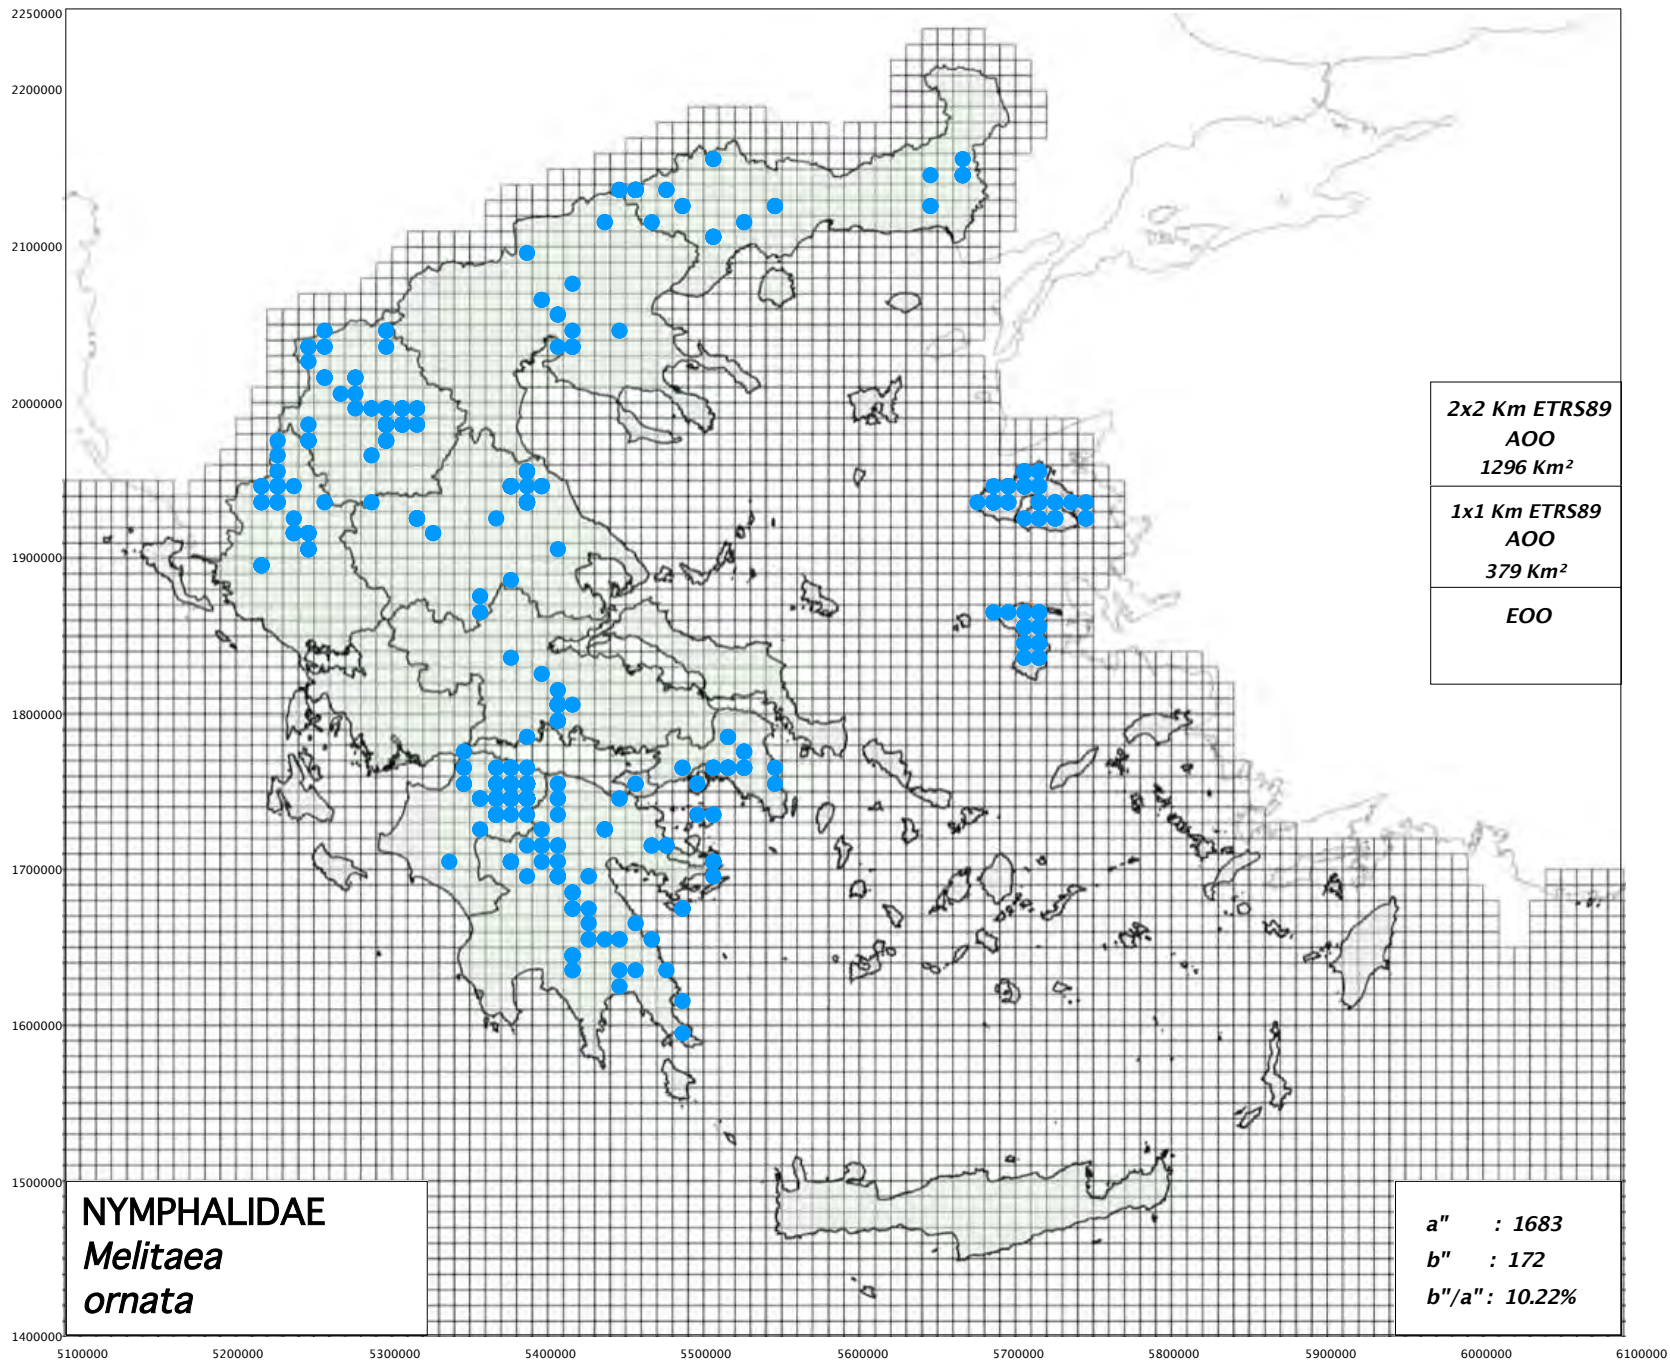 2250000
2200000
2100000
2000000
1900000
1800000
1700000
1600000
1500000
1400000
2x2 Km ETRS89
AOO
1296 Km²
1x1 Km ETRS89
AOO
379 Km²
EOO
NYMPHALIDAE
Melitaea
ornata
a" : 1683
b" : 172
b"/a" : 10.22%
5100000 5200000 5300000 5400000 5500000 5600000 5700000 5800000 5900000 6000000 6100000